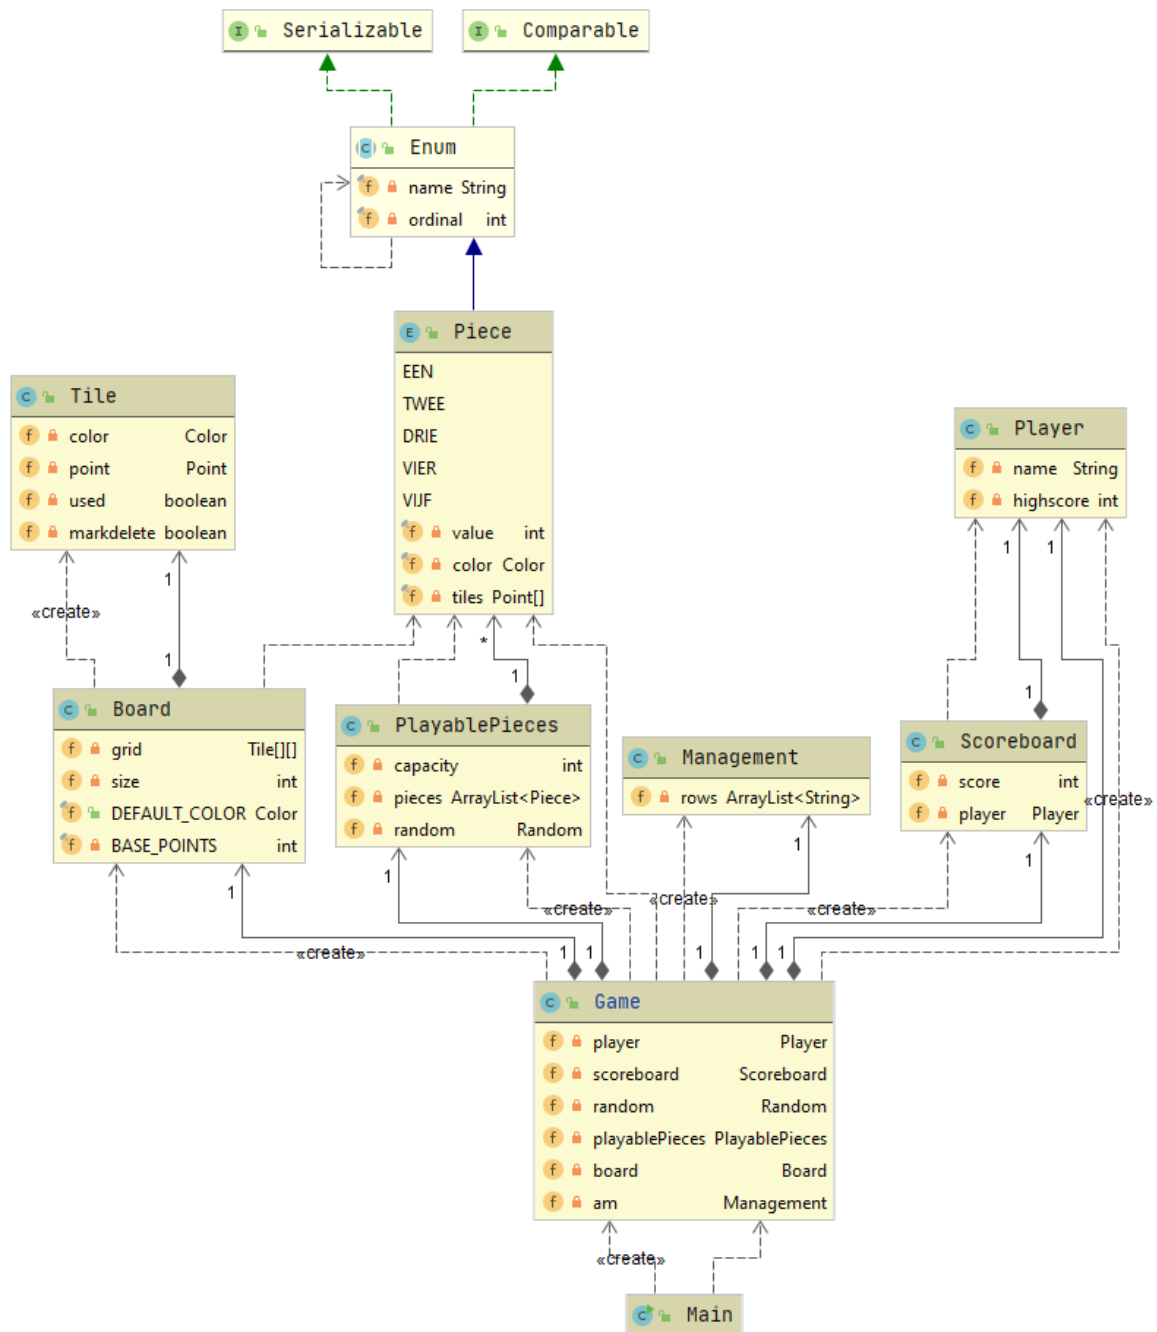 Serializable
Comparable
Enum
name String
ordinal int
Piece
EEN
TWEE
DRIE
VIER
VIJF
value int
color Color
tiles Point[]
Tile
color Color
point Point
used boolean
markdelete boolean
Player
name String
highscore int
1
1 1
«create»
*
1
1
1
Board
grid Tile[][]
size int
DEFAULT_COLOR Color
BASE_POINTS int
PlayablePieces
capacity int
pieces ArrayList<Piece>
random Random
Management
rows ArrayList<String>
Scoreboard
score int
player Player
«create»
1
1
1
1
«create»
«create»
«create»
«create»
1 1 1 1 1
Game
player Player
scoreboard Scoreboard
random Random
playablePieces PlayablePieces
board Board
am Management
«create»
Main